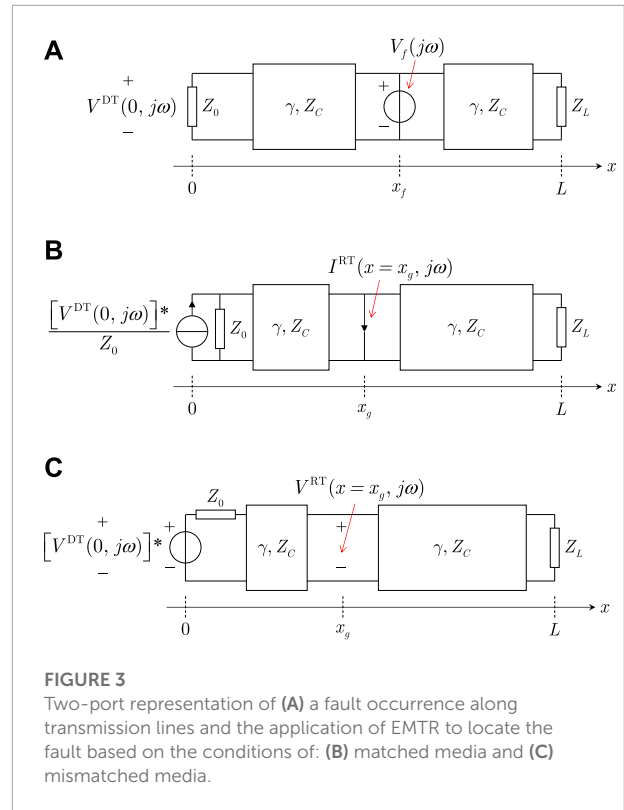 A
V_f(jω)
+
V^DT(0, jω)
−
Z_0
γ, Z_C
+
−
γ, Z_C
Z_L
x
0
x_f
L
B
I^RT(x = x_g, jω)
[V^DT(0, jω)]*
Z_0
Z_0
γ, Z_C
γ, Z_C
Z_L
x
0
x_g
L
C
Z_0
V^RT(x = x_g, jω)
+
[V^DT(0, jω)]*
−
+
−
γ, Z_C
+
−
γ, Z_C
Z_L
x
0
x_g
L
FIGURE 3
Two-port representation of (A) a fault occurrence along
transmission lines and the application of EMTR to locate the
fault based on the conditions of: (B) matched media and (C)
mismatched media.